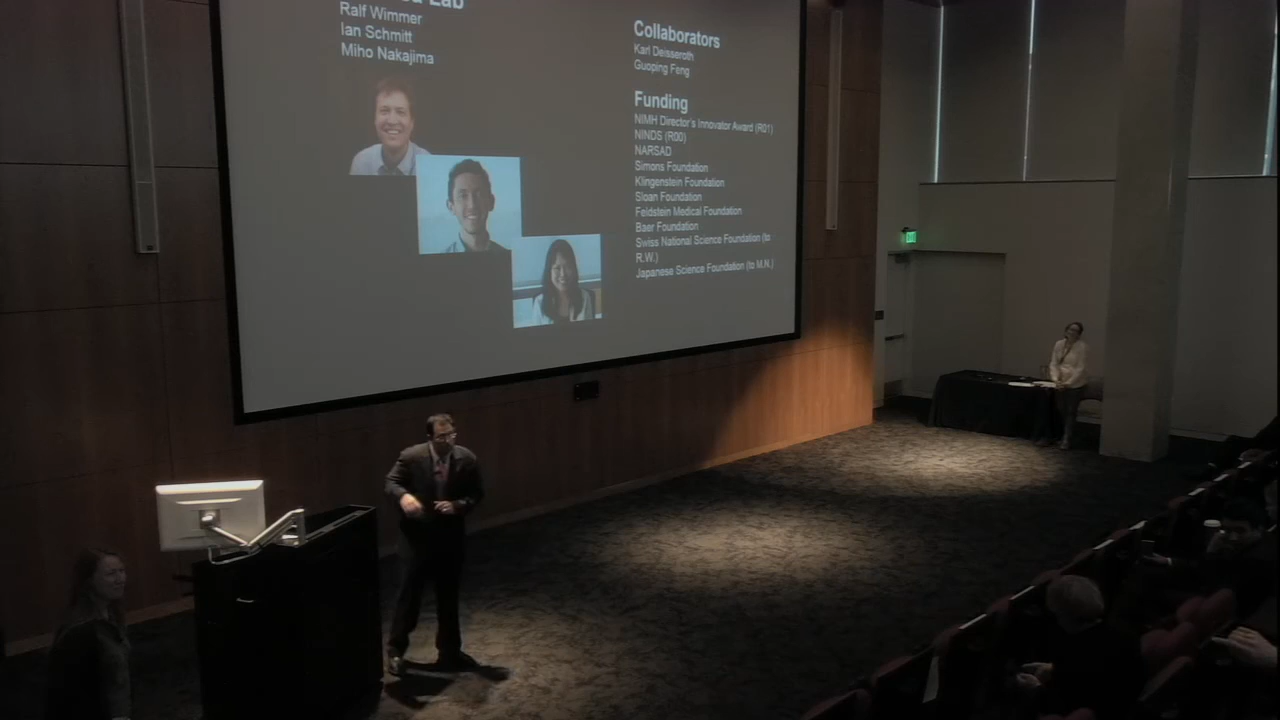 Lab
Ralf Wimmer
Ian Schmitt
Miho Nakajima
Collaborators
Karl Deisseroth
Guoping Feng
Funding
NIMH Director's Innovator Award (R01)
NINDS (R00)
NARSAD
Simons Foundation
Klingenstein Foundation
Sloan Foundation
Feldstein Medical Foundation
Baer Foundation
Swiss National Science Foundation (to
R.W.)
Japanese Science Foundation (to M.N.)